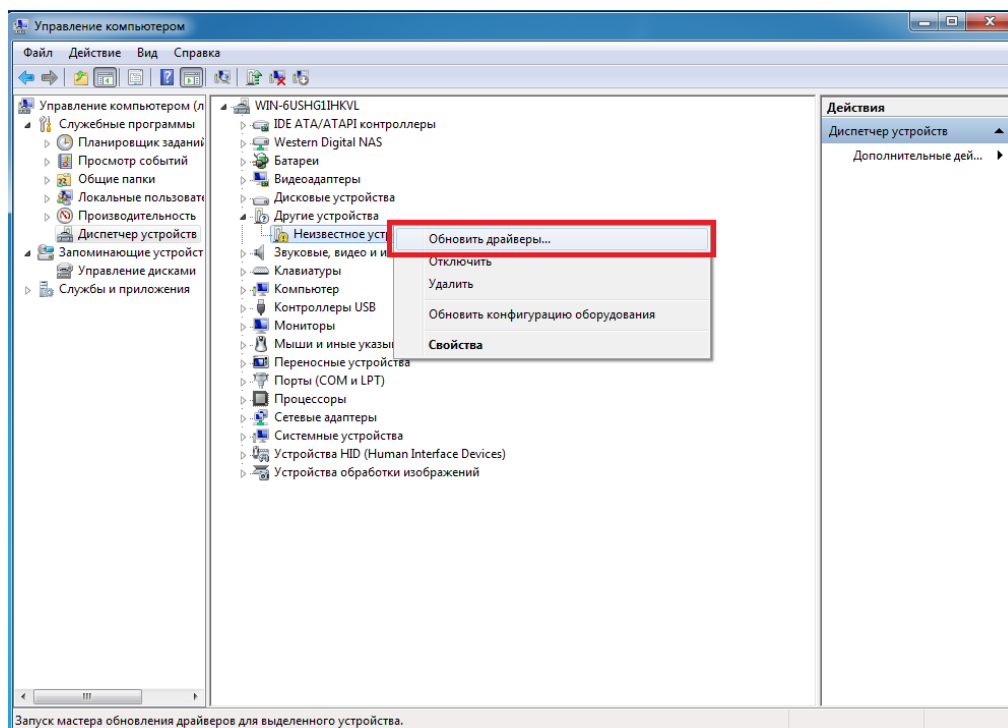 Управление компьютером
Файл Действие Вид Справка
Управление компьютером (л
Служебные программы
Планировщик заданий
Просмотр событий
Общие папки
Локальные пользовате
Производительность
Диспетчер устройств
Запоминающие устройст
Управление дисками
Службы и приложения
WIN-6USHG1IHKVL
IDE ATA/ATAPI контроллеры
Western Digital NAS
Батареи
Видеоадаптеры
Дисковые устройства
Другие устройства
Неизвестное устр
Звуковые, видео и и
Клавиатуры
Компьютер
Контроллеры USB
Мониторы
Мыши и иные указы
Переносные устройства
Порты (COM и LPT)
Процессоры
Сетевые адаптеры
Системные устройства
Устройства HID (Human Interface Devices)
Устройства обработки изображений
Обновить драйверы...
Отключить
Удалить
Обновить конфигурацию оборудования
Свойства
Действия
Диспетчер устройств
Дополнительные дей...
Запуск мастера обновления драйверов для выделенного устройства.